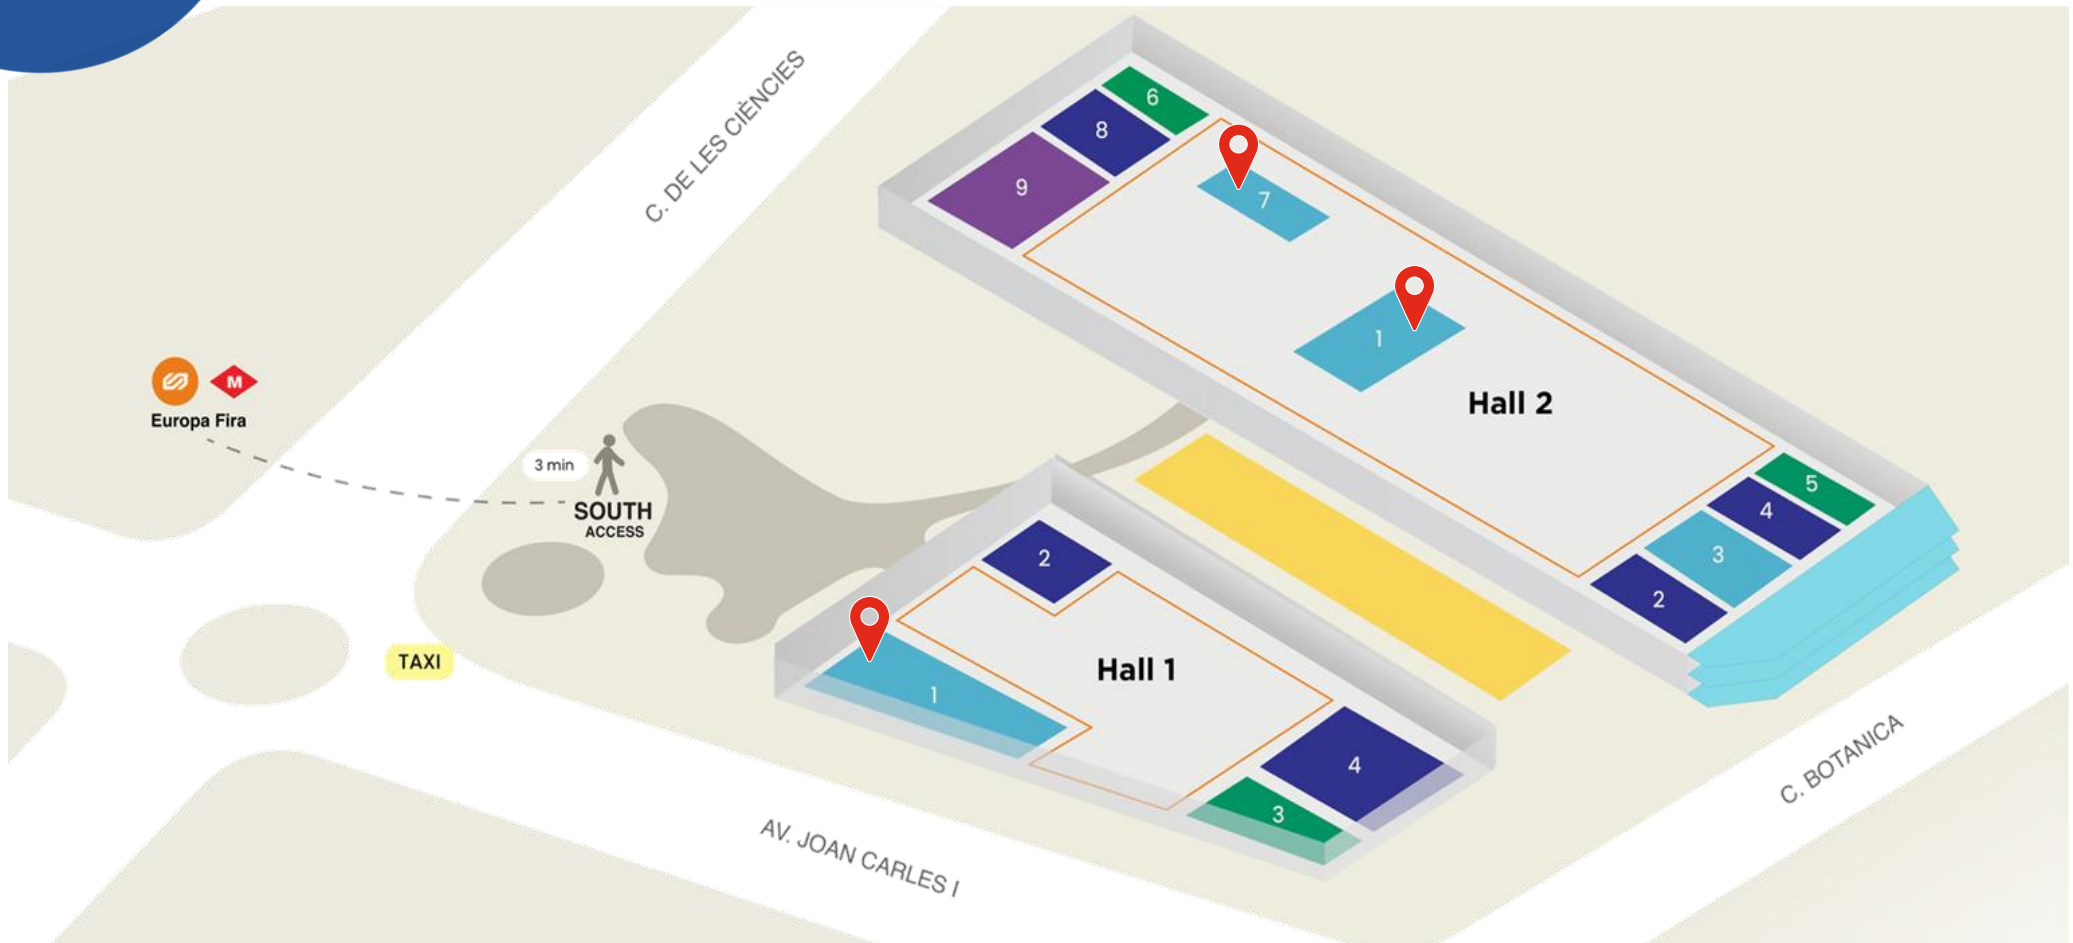 C. DE LES CIÈNCIES
6
8
9
7
1
Hall 2
M
Europa Fira
3 min
SOUTH
ACCESS
5
4
3
2
2
Hall 1
TAXI
1
4
3
C. BOTANICA
AV. JOAN CARLES I